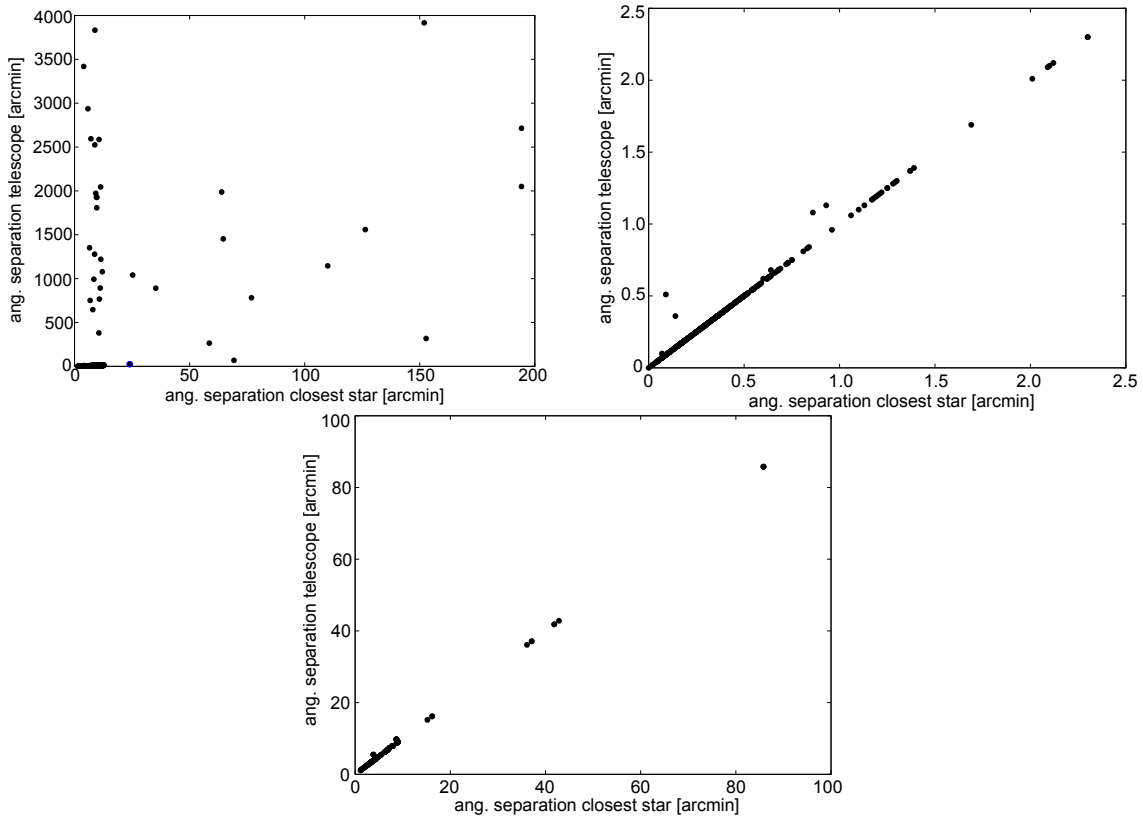 ang. separation telescope [arcmin]
4000
3500
3000
2500
2000
1500
1000
500
0
0 50 100 150 200
ang. separation closest star [arcmin]
ang. separation telescope [arcmin]
2.5
2.0
1.5
1.0
0.5
0
0 0.5 1.0 1.5 2.0 2.5
ang. separation closest star [arcmin]
ang. separation telescope [arcmin]
100
80
60
40
20
0
0 20 40 60 80 100
ang. separation closest star [arcmin]